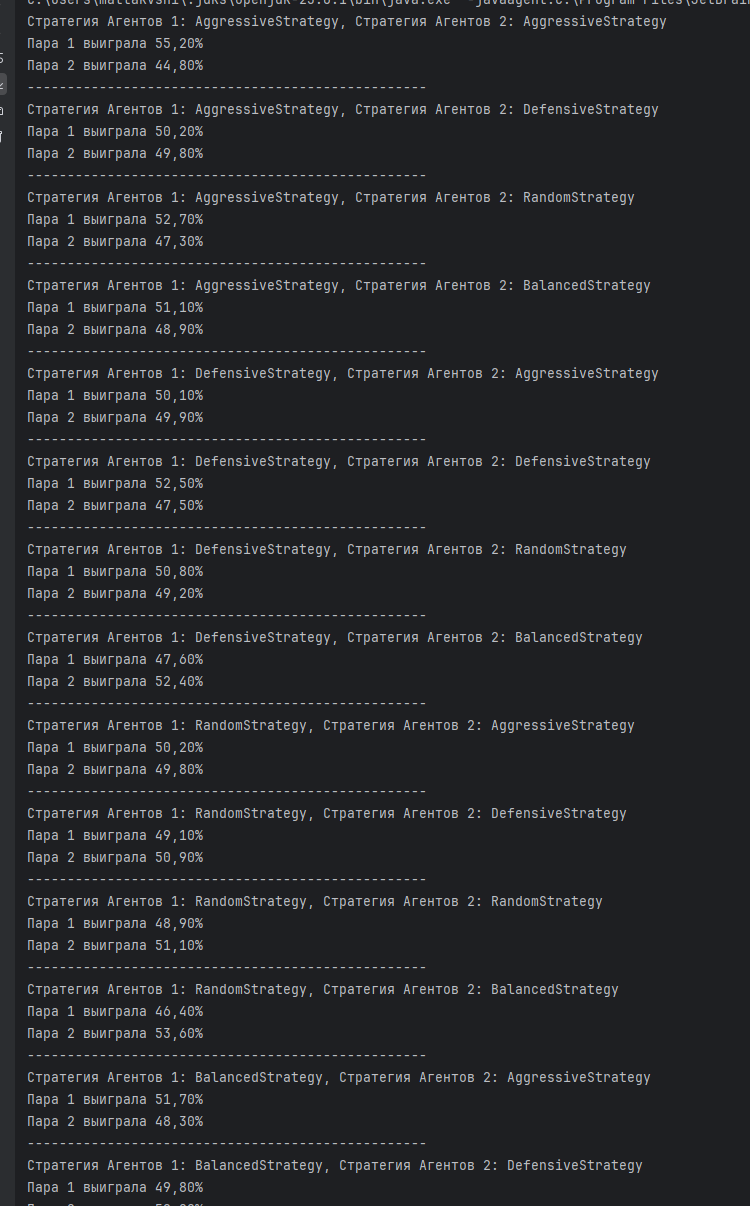 Стратегия Агентов 1: AggressiveStrategy, Стратегия Агентов 2: AggressiveStrategy
Пара 1 выиграла 55,20%
Пара 2 выиграла 44,80%
--------------------------------------------------
Стратегия Агентов 1: AggressiveStrategy, Стратегия Агентов 2: DefensiveStrategy
Пара 1 выиграла 50,20%
Пара 2 выиграла 49,80%
--------------------------------------------------
Стратегия Агентов 1: AggressiveStrategy, Стратегия Агентов 2: RandomStrategy
Пара 1 выиграла 52,70%
Пара 2 выиграла 47,30%
--------------------------------------------------
Стратегия Агентов 1: AggressiveStrategy, Стратегия Агентов 2: BalancedStrategy
Пара 1 выиграла 51,10%
Пара 2 выиграла 48,90%
--------------------------------------------------
Стратегия Агентов 1: DefensiveStrategy, Стратегия Агентов 2: AggressiveStrategy
Пара 1 выиграла 50,10%
Пара 2 выиграла 49,90%
--------------------------------------------------
Стратегия Агентов 1: DefensiveStrategy, Стратегия Агентов 2: DefensiveStrategy
Пара 1 выиграла 52,50%
Пара 2 выиграла 47,50%
--------------------------------------------------
Стратегия Агентов 1: DefensiveStrategy, Стратегия Агентов 2: RandomStrategy
Пара 1 выиграла 50,80%
Пара 2 выиграла 49,20%
--------------------------------------------------
Стратегия Агентов 1: DefensiveStrategy, Стратегия Агентов 2: BalancedStrategy
Пара 1 выиграла 47,60%
Пара 2 выиграла 52,40%
--------------------------------------------------
Стратегия Агентов 1: RandomStrategy, Стратегия Агентов 2: AggressiveStrategy
Пара 1 выиграла 50,20%
Пара 2 выиграла 49,80%
--------------------------------------------------
Стратегия Агентов 1: RandomStrategy, Стратегия Агентов 2: DefensiveStrategy
Пара 1 выиграла 49,10%
Пара 2 выиграла 50,90%
--------------------------------------------------
Стратегия Агентов 1: RandomStrategy, Стратегия Агентов 2: RandomStrategy
Пара 1 выиграла 48,90%
Пара 2 выиграла 51,10%
--------------------------------------------------
Стратегия Агентов 1: RandomStrategy, Стратегия Агентов 2: BalancedStrategy
Пара 1 выиграла 46,40%
Пара 2 выиграла 53,60%
--------------------------------------------------
Стратегия Агентов 1: BalancedStrategy, Стратегия Агентов 2: AggressiveStrategy
Пара 1 выиграла 51,70%
Пара 2 выиграла 48,30%
--------------------------------------------------
Стратегия Агентов 1: BalancedStrategy, Стратегия Агентов 2: DefensiveStrategy
Пара 1 выиграла 49,80%